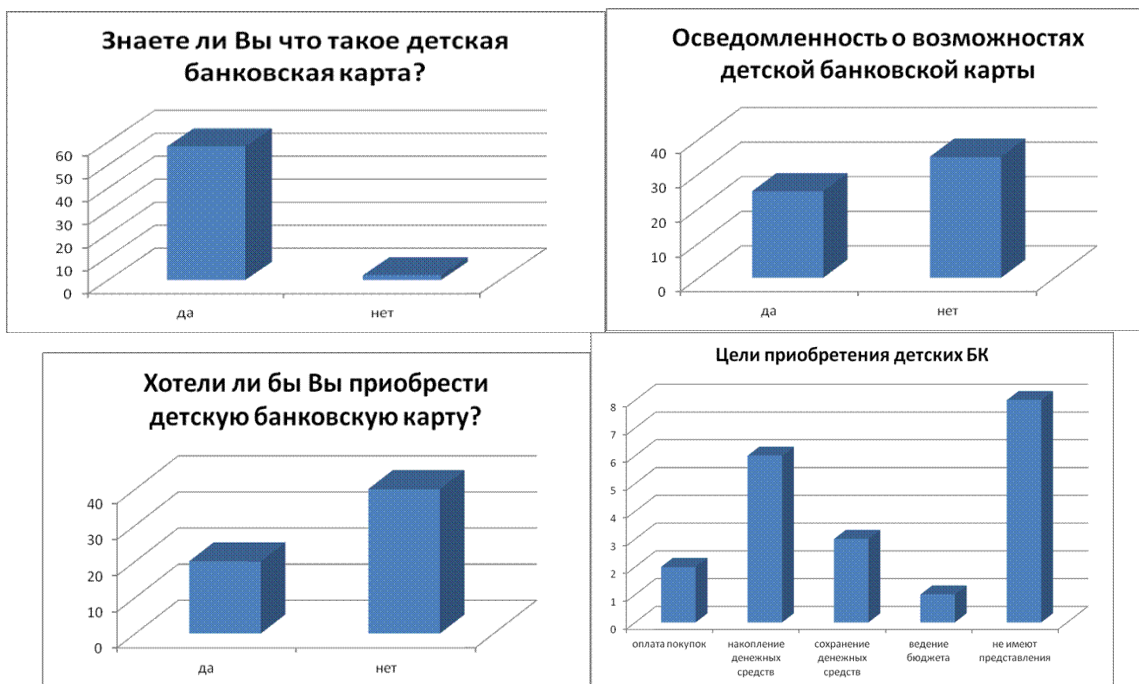 Знаете ли Вы что такое детская
банковская карта?
60
50
40
30
20
10
0
да
нет
Осведомленность о возможностях
детской банковской карты
40
30
20
10
0
да
нет
Хотели ли бы Вы приобрести
детскую банковскую карту?
40
30
20
10
0
да
нет
Цели приобретения детских БК
8
7
6
5
4
3
2
1
0
оплата покупок
накопление
денежных
средств
сохранение
денежных
средств
ведение
бюджета
не имеют
представления